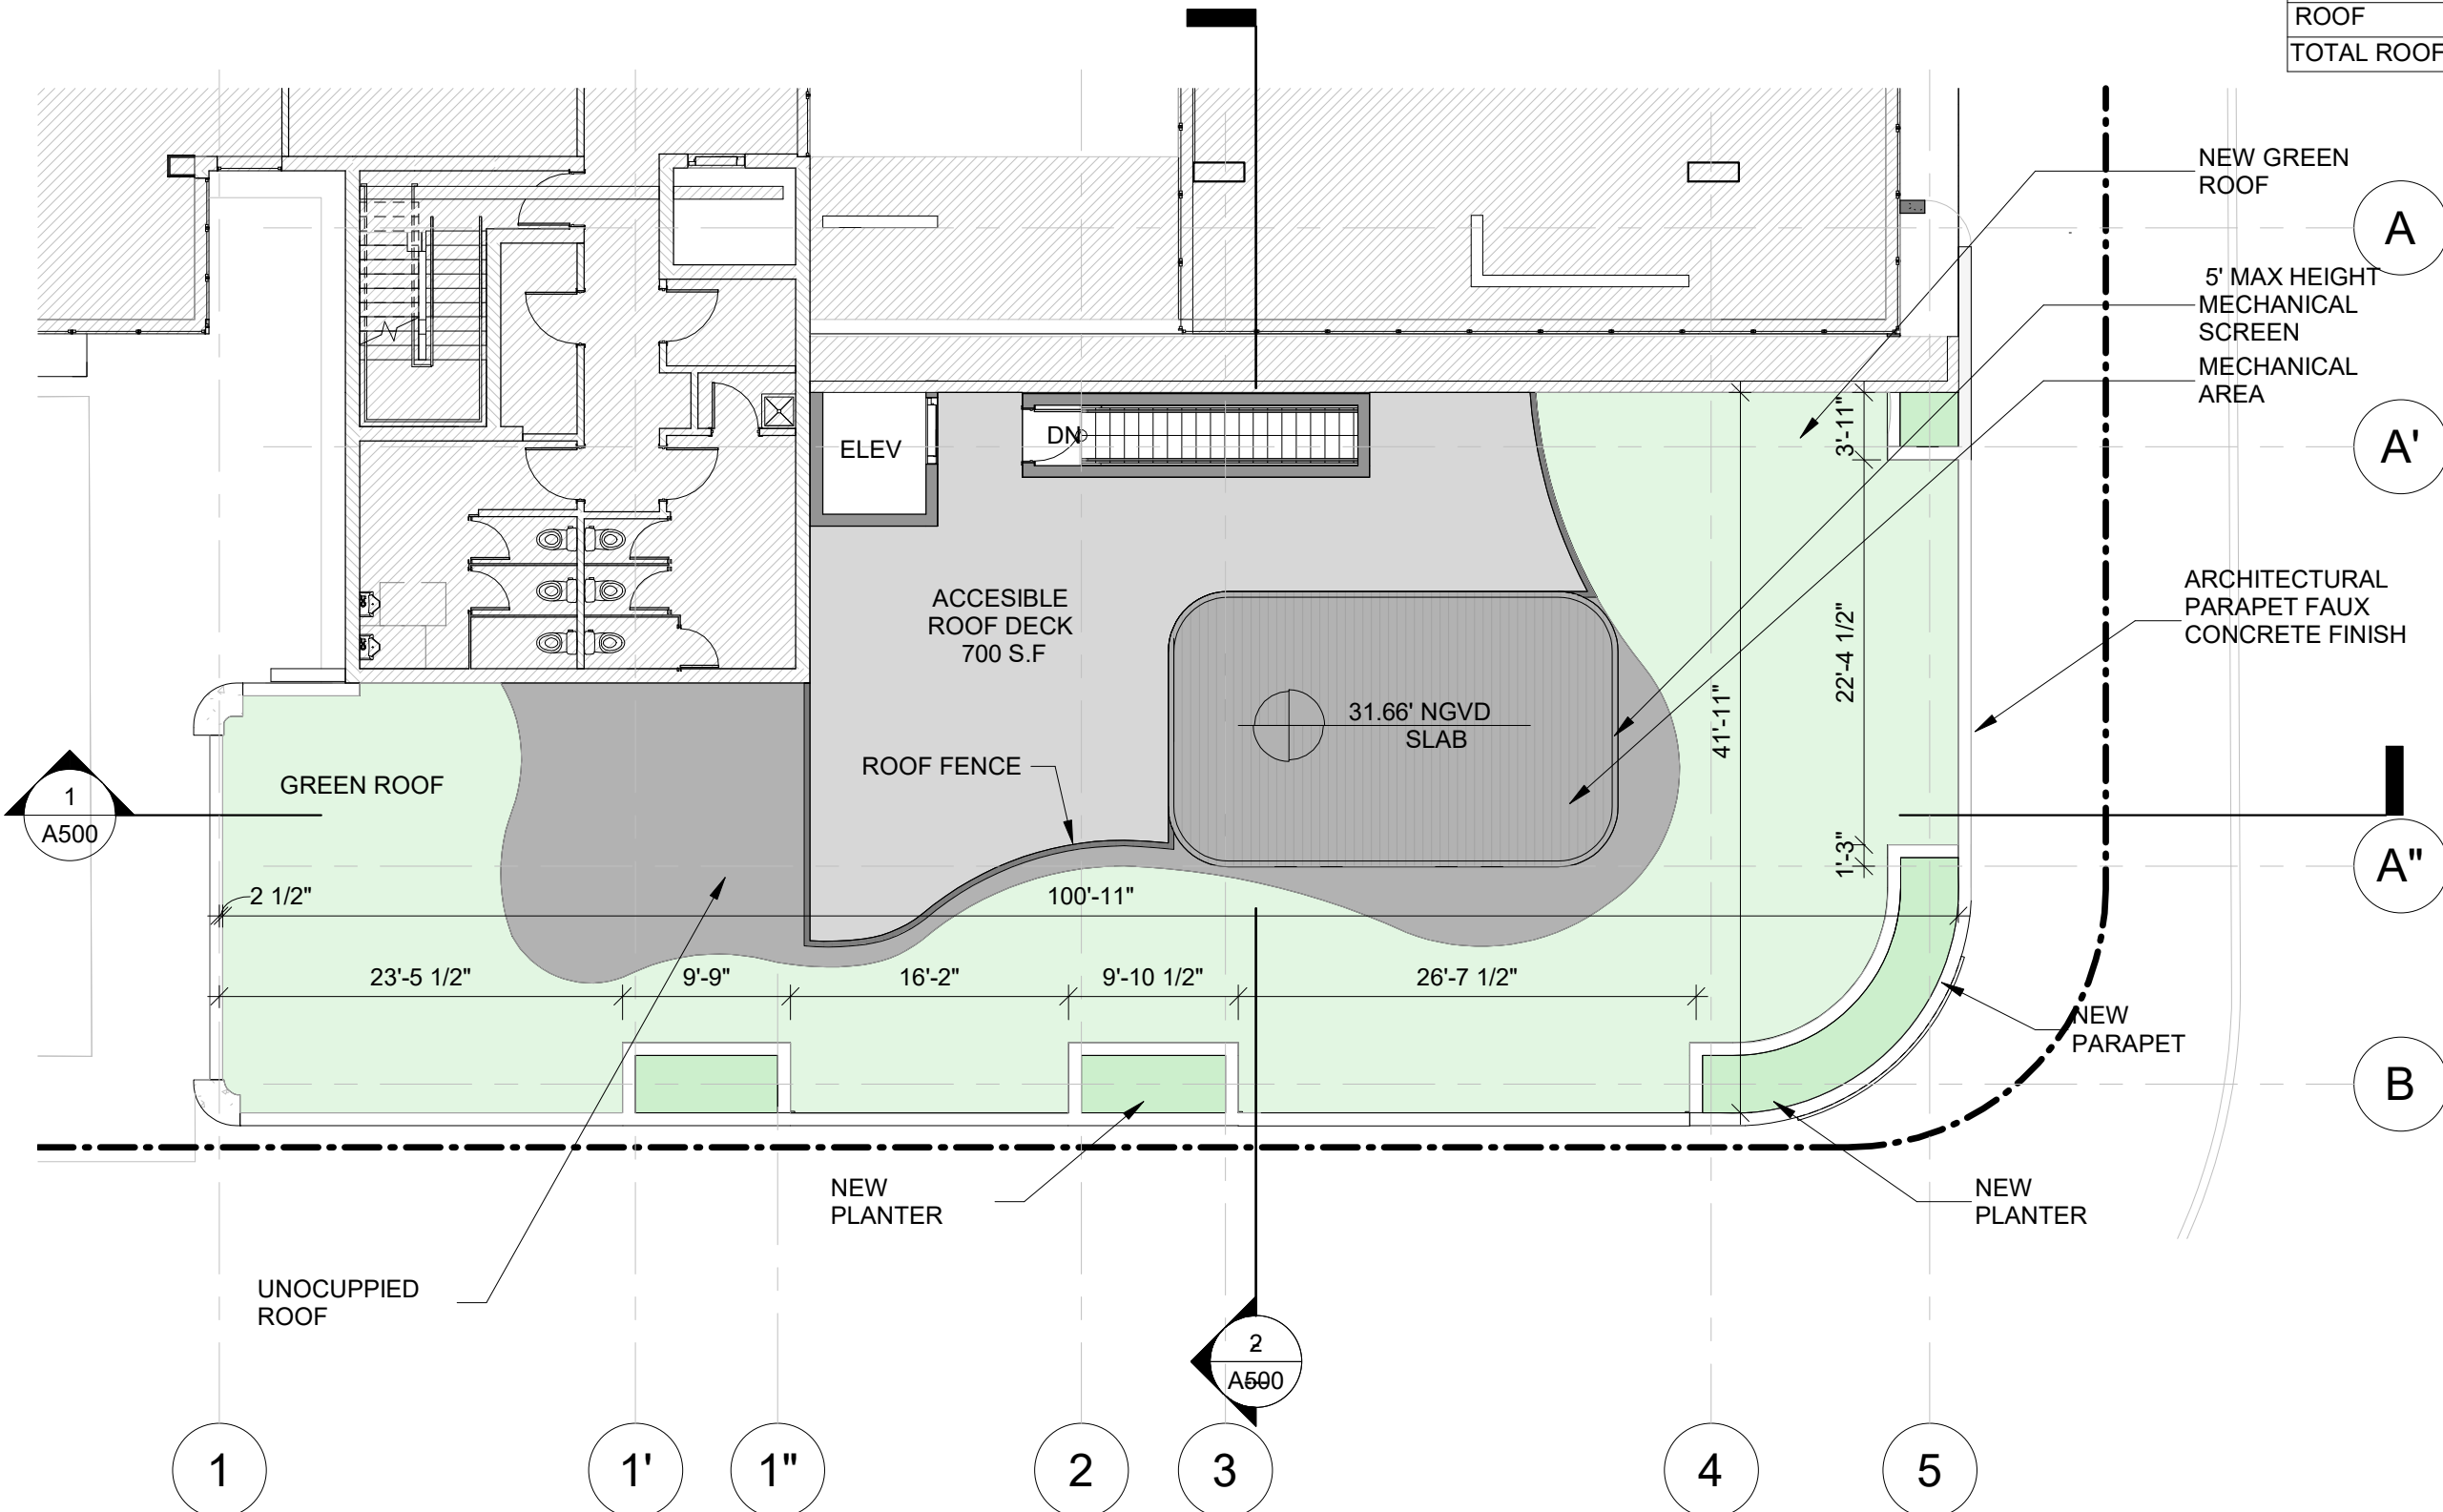 ROOF
TOTAL ROOF
NEW GREEN
ROOF
A
5' MAX HEIGHT
MECHANICAL
SCREEN
MECHANICAL
AREA
3'-11"
DN
ELEV
A'
ARCHITECTURAL
PARAPET FAUX
CONCRETE FINISH
ACCESIBLE
ROOF DECK
700 S.F
22'-4 1/2"
41'-11"
31.66' NGVD
SLAB
ROOF FENCE
GREEN ROOF
1
A500
1'-3"
A"
2 1/2"
100'-11"
23'-5 1/2"
9'-9"
16'-2"
9'-10 1/2"
26'-7 1/2"
NEW
PARAPET
B
NEW
PLANTER
NEW
PLANTER
UNOCUPPIED
ROOF
2
A500
1
1'
1"
2
3
4
5